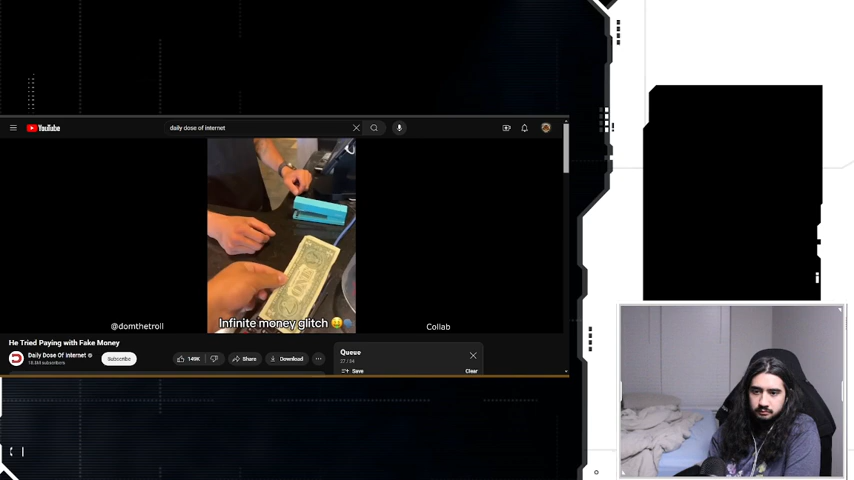 YouTube
daily dose of internet
Infinite money glitch
@domthetroll
Collab
He Tried Paying with Fake Money
Daily Dose Of Internet
Subscribe
149K
Share
Download
Queue
Save
Clear